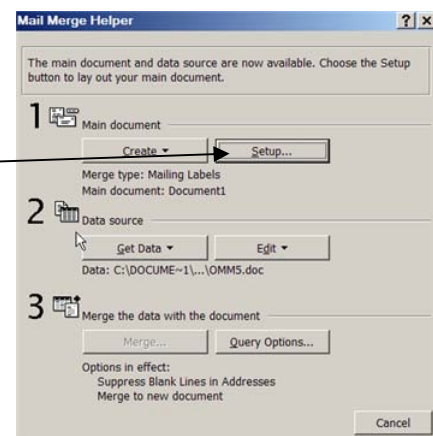 Mail Merge Helper
The main document and data source are now available. Choose the Setup
button to lay out your main document.
1
Main document
Create
Setup...
Merge type: Mailing Labels
Main document: Document1
2
Data source
Get Data
Edit
Data: C:\DOCUME~1\...\OMM5.doc
3
Merge the data with the document
Merge...
Query Options...
Options in effect:
Suppress Blank Lines in Addresses
Merge to new document
Cancel